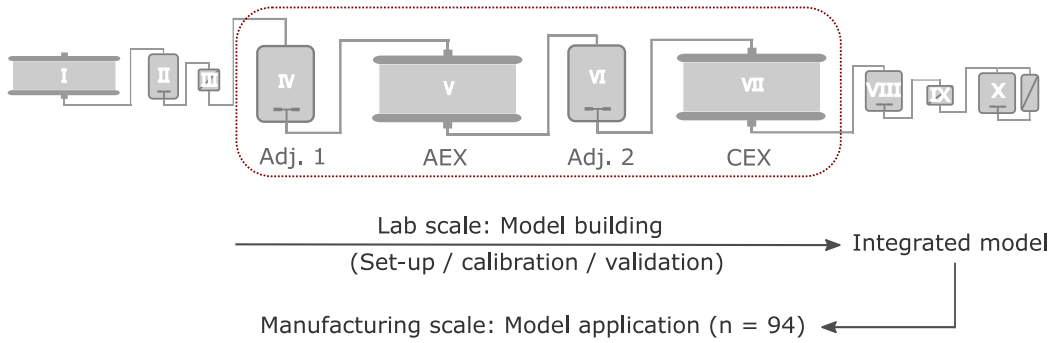 I
II
III
IV
V
VI
VII
VIII
IX
X
Adj. 1
AEX
Adj. 2
CEX
Lab scale: Model building
(Set-up / calibration / validation)
Integrated model
Manufacturing scale: Model application (n = 94)